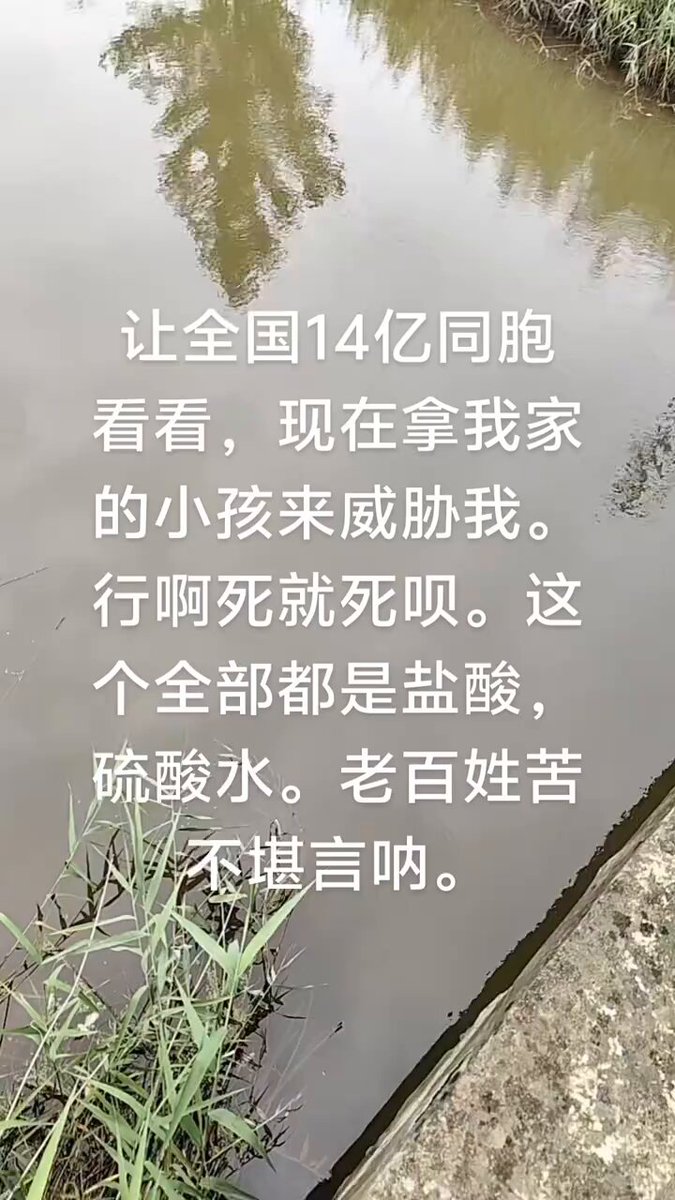 让全国14亿同胞
看看，现在拿我家
的小孩来威胁我。
行啊死就死呗。这
个全部都是盐酸，
硫酸水。老百姓苦
不堪言呐。